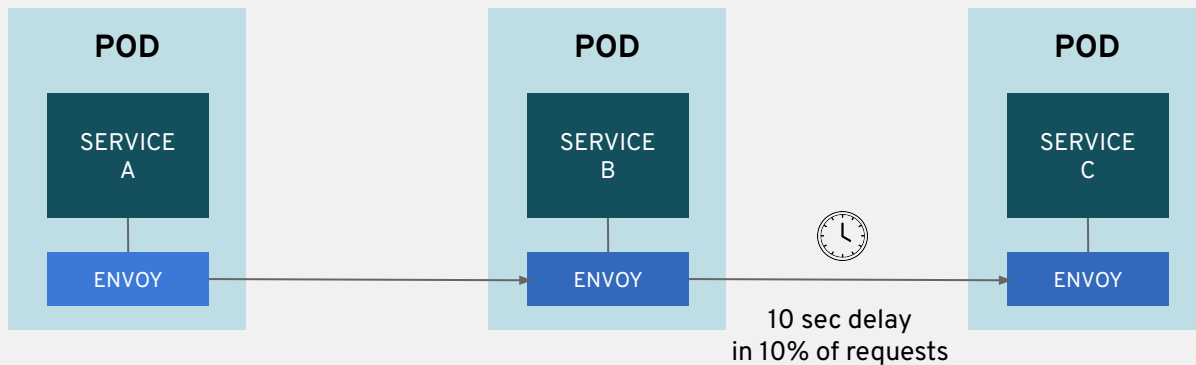 POD
SERVICE
A
ENVOY
POD
SERVICE
B
ENVOY
10 sec delay
in 10% of requests
POD
SERVICE
C
ENVOY